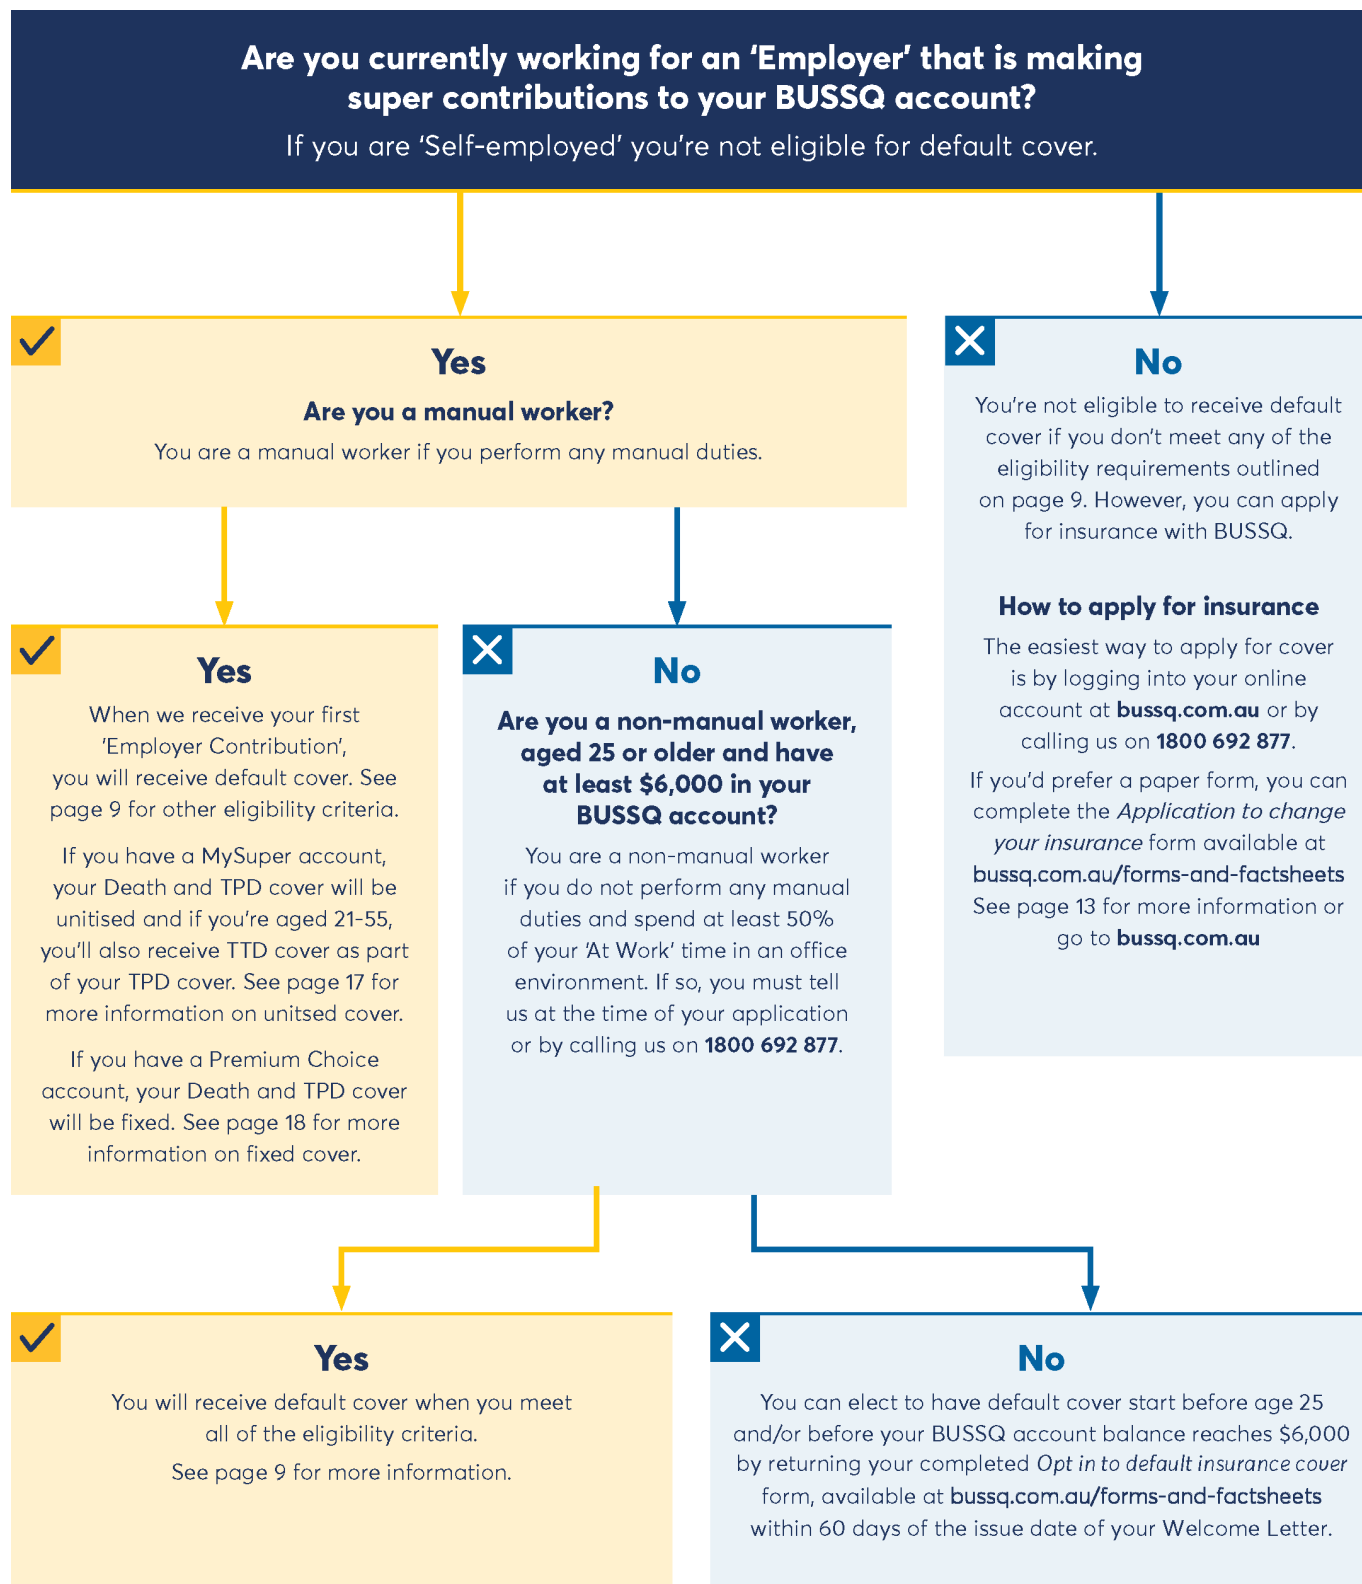 Are you currently working for an ‘Employer’ that is making
super contributions to your BUSSQ account?
If you are ‘Self-employed’ you’re not eligible for default cover.
Yes
Are you a manual worker?
You are a manual worker if you perform any manual duties.
No
You’re not eligible to receive default
cover if you don’t meet any of the
eligibility requirements outlined
on page 9. However, you can apply
for insurance with BUSSQ.
How to apply for insurance
The easiest way to apply for cover
is by logging into your online
account at bussq.com.au or by
calling us on 1800 692 877.
If you’d prefer a paper form, you can
complete the Application to change
your insurance form available at
bussq.com.au/forms-and-factsheets
See page 13 for more information or
go to bussq.com.au
Yes
When we receive your first
‘Employer Contribution’,
you will receive default cover. See
page 9 for other eligibility criteria.
If you have a MySuper account,
your Death and TPD cover will be
unitised and if you’re aged 21-55,
you’ll also receive TTD cover as part
of your TPD cover. See page 17 for
more information on unitsed cover.
If you have a Premium Choice
account, your Death and TPD cover
will be fixed. See page 18 for more
information on fixed cover.
No
Are you a non-manual worker,
aged 25 or older and have
at least $6,000 in your
BUSSQ account?
You are a non-manual worker
if you do not perform any manual
duties and spend at least 50%
of your ‘At Work’ time in an office
environment. If so, you must tell
us at the time of your application
or by calling us on 1800 692 877.
Yes
You will receive default cover when you meet
all of the eligibility criteria.
See page 9 for more information.
No
You can elect to have default cover start before age 25
and/or before your BUSSQ account balance reaches $6,000
by returning your completed Opt in to default insurance cover
form, available at bussq.com.au/forms-and-factsheets
within 60 days of the issue date of your Welcome Letter.